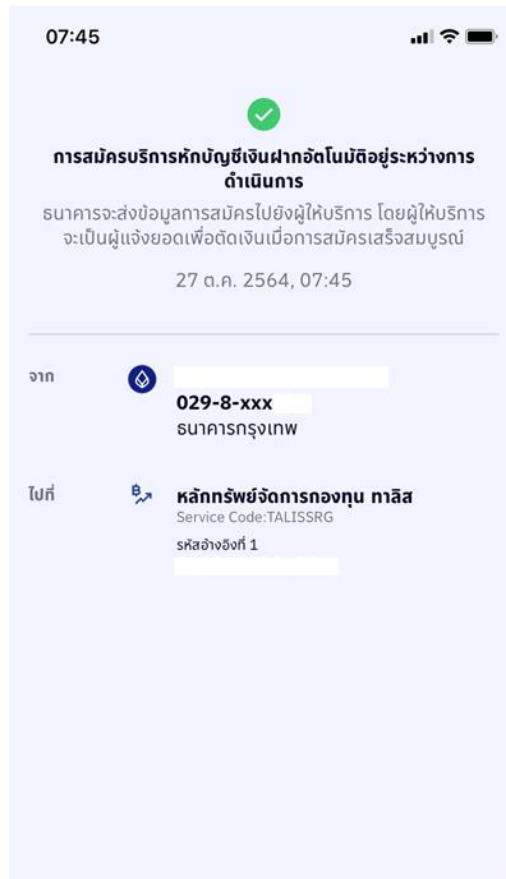 07:45
การสมัครบริการหักบัญชีเงินฝากอัตโนมัติอยู่ระหว่างการ
ดำเนินการ
ธนาคารจะส่งข้อมูลการสมัครไปยังผู้ให้บริการ โดยผู้ให้บริการ
จะเป็นผู้แจ้งยอดเพื่อตัดเงินเมื่อการสมัครเสร็จสมบูรณ์
27 ต.ค. 2564, 07:45
จาก
029-8-xxx
ธนาคารกรุงเทพ
ไปที่
หลักทรัพย์จัดการกองทุน ทาลิส
Service Code:TALISSRG
รหัสอ้างอิงที่ 1